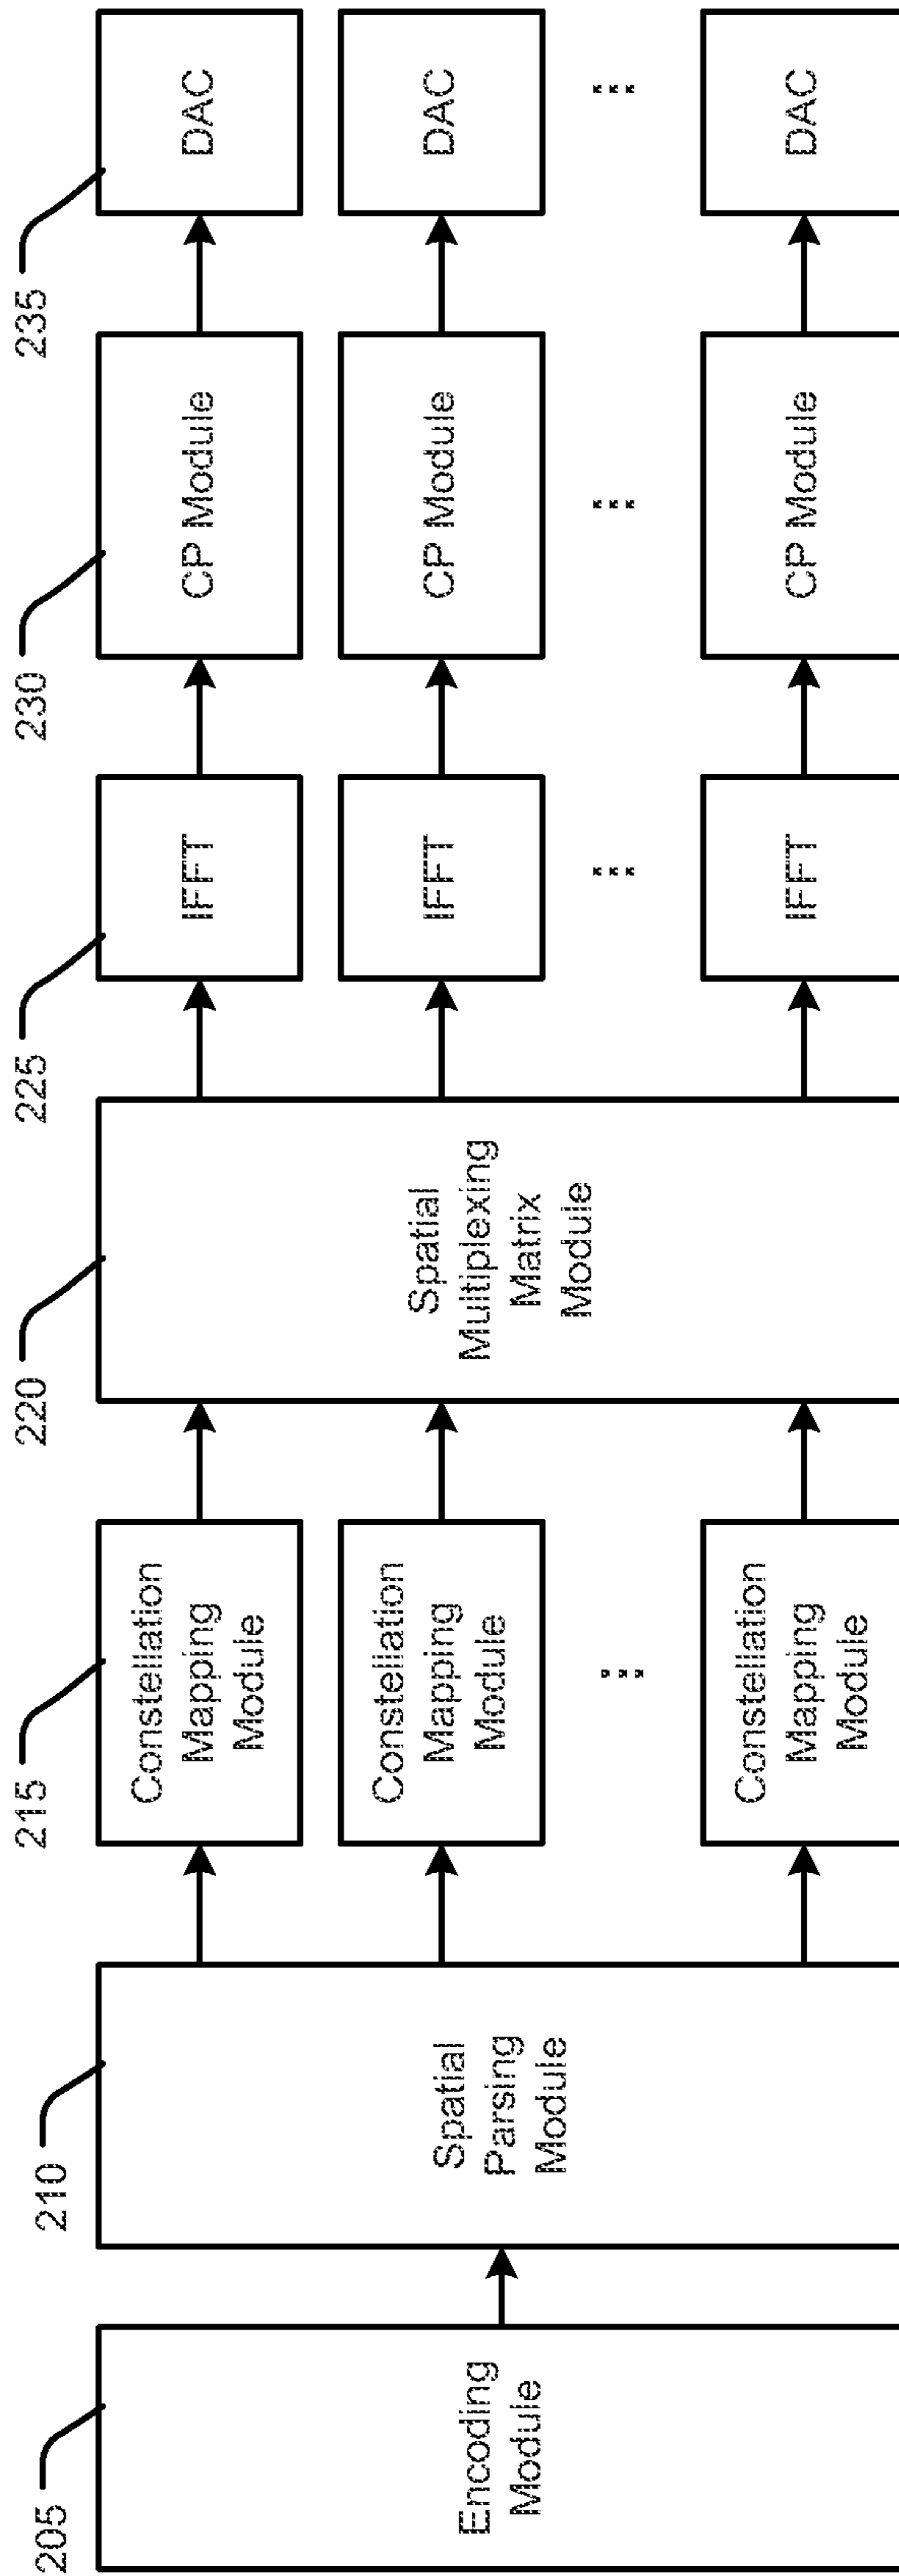 205
210
215
220
225
230
235
Encoding
Module
Spatial
Parsing
Module
Constellation
Mapping
Module
Constellation
Mapping
Module
...
Constellation
Mapping
Module
Spatial
Multiplexing
Matrix
Module
IFFT
IFFT
...
IFFT
CP Module
CP Module
...
CP Module
DAC
DAC
...
DAC